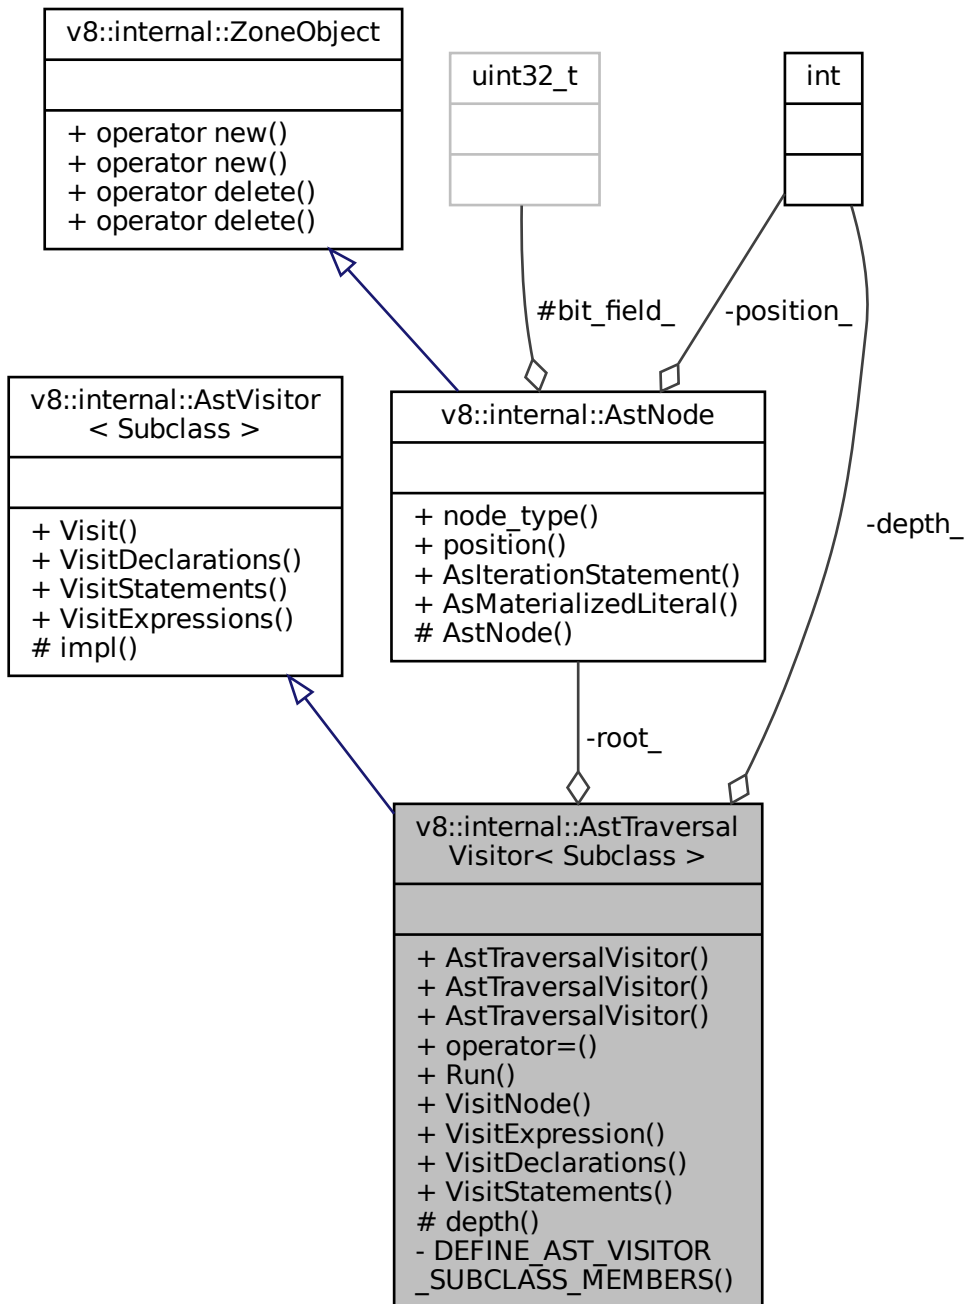 v8::internal::ZoneObject
+ operator new()
+ operator new()
+ operator delete()
+ operator delete()
uint32_t
int
#bit_field_
-position_
v8::internal::AstVisitor
< Subclass >
+ Visit()
+ VisitDeclarations()
+ VisitStatements()
+ VisitExpressions()
# impl()
v8::internal::AstNode
+ node_type()
+ position()
+ AsIterationStatement()
+ AsMaterializedLiteral()
# AstNode()
-depth_
-root_
v8::internal::AstTraversal
Visitor< Subclass >
+ AstTraversalVisitor()
+ AstTraversalVisitor()
+ AstTraversalVisitor()
+ operator=()
+ Run()
+ VisitNode()
+ VisitExpression()
+ VisitDeclarations()
+ VisitStatements()
# depth()
- DEFINE_AST_VISITOR
_SUBCLASS_MEMBERS()